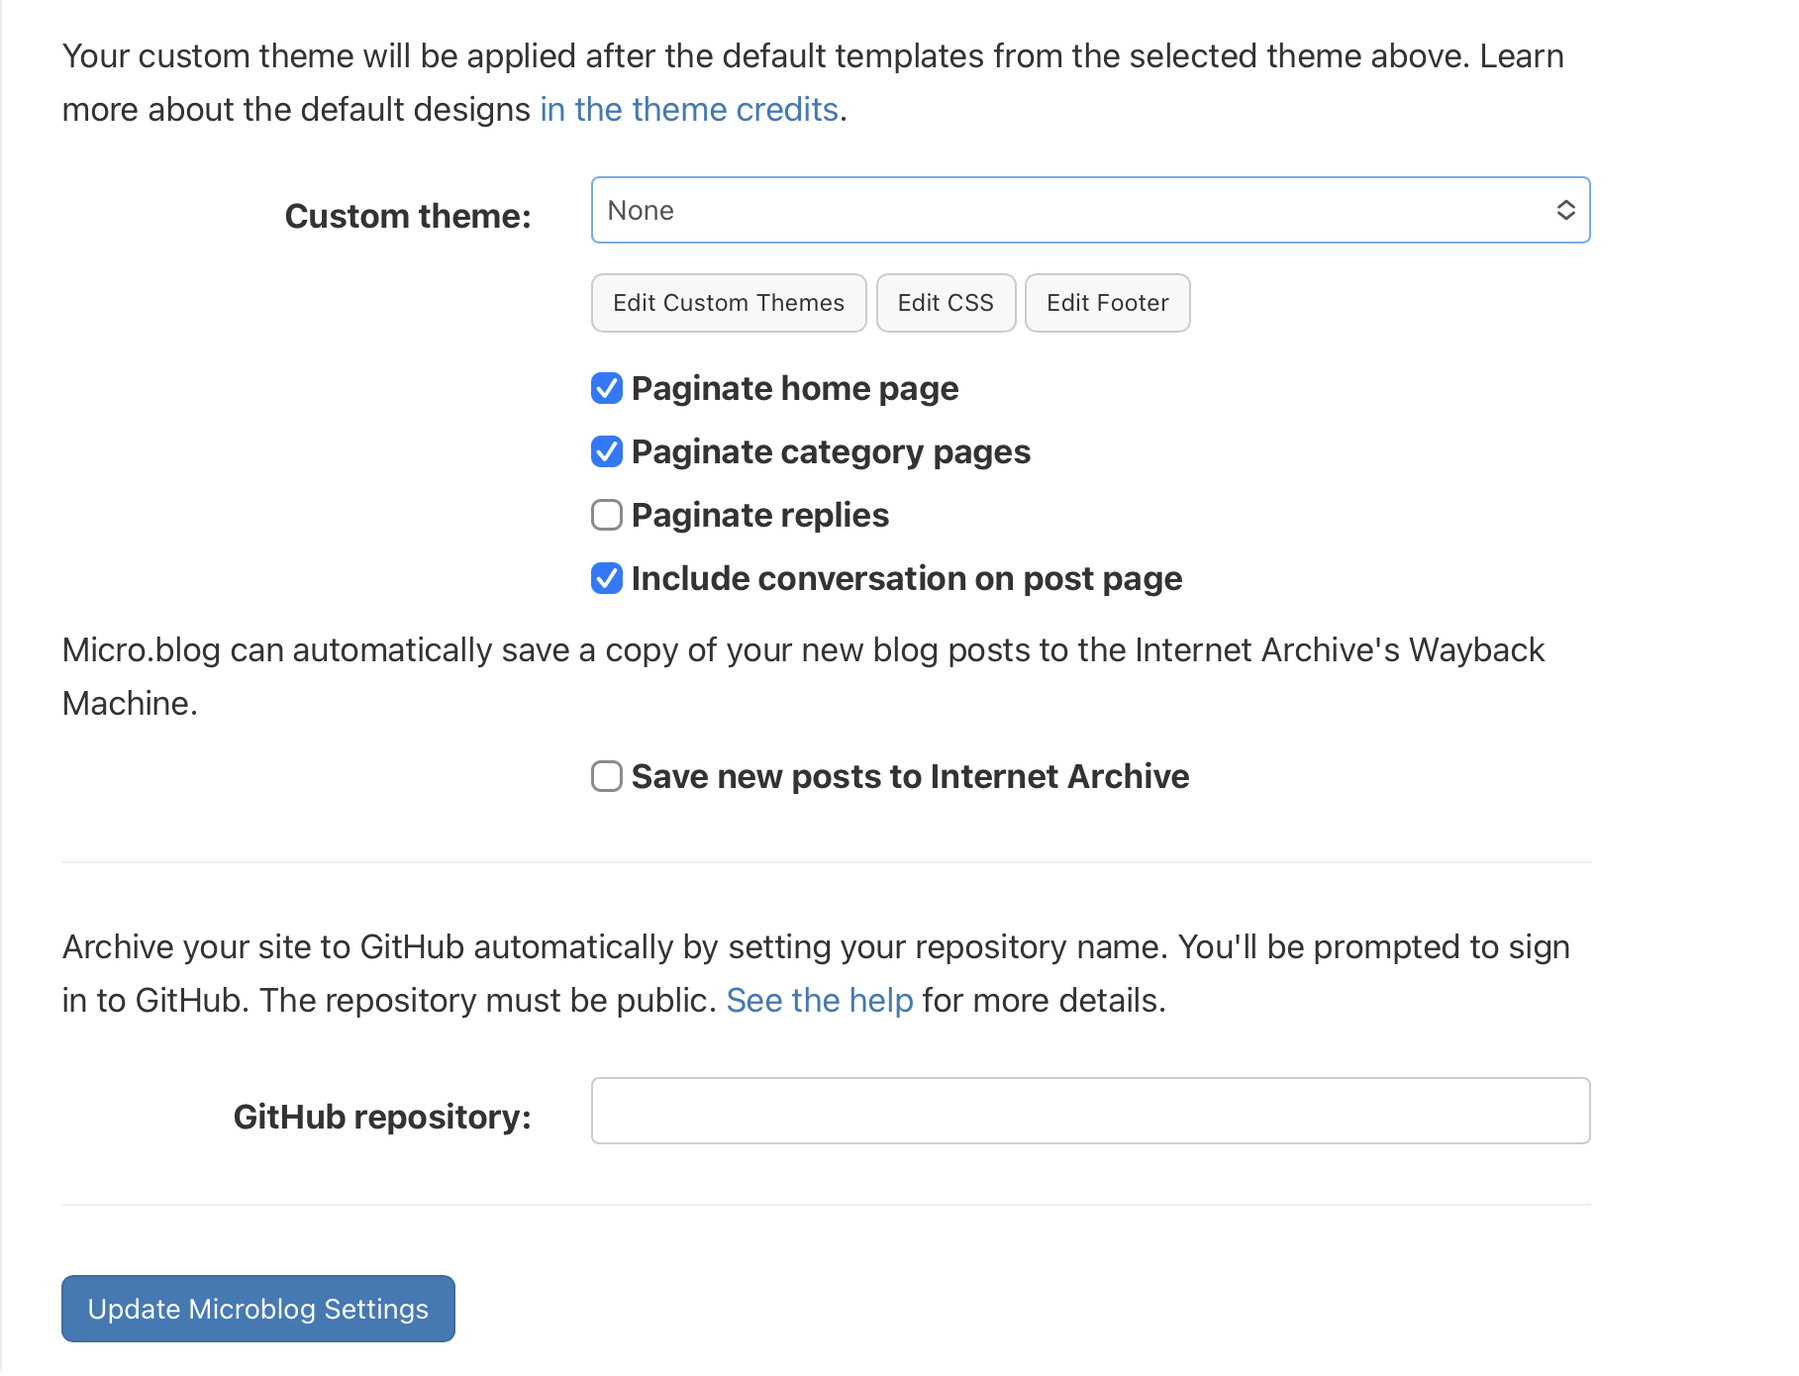 Your custom theme will be applied after the default templates from the selected theme above. Learn
more about the default designs in the theme credits.
Custom theme:
None
Edit Custom Themes
Edit CSS
Edit Footer
Paginate home page
Paginate category pages
Paginate replies
Include conversation on post page
Micro.blog can automatically save a copy of your new blog posts to the Internet Archive's Wayback
Machine.
Save new posts to Internet Archive
Archive your site to GitHub automatically by setting your repository name. You'll be prompted to sign
in to GitHub. The repository must be public. See the help for more details.
GitHub repository:
Update Microblog Settings